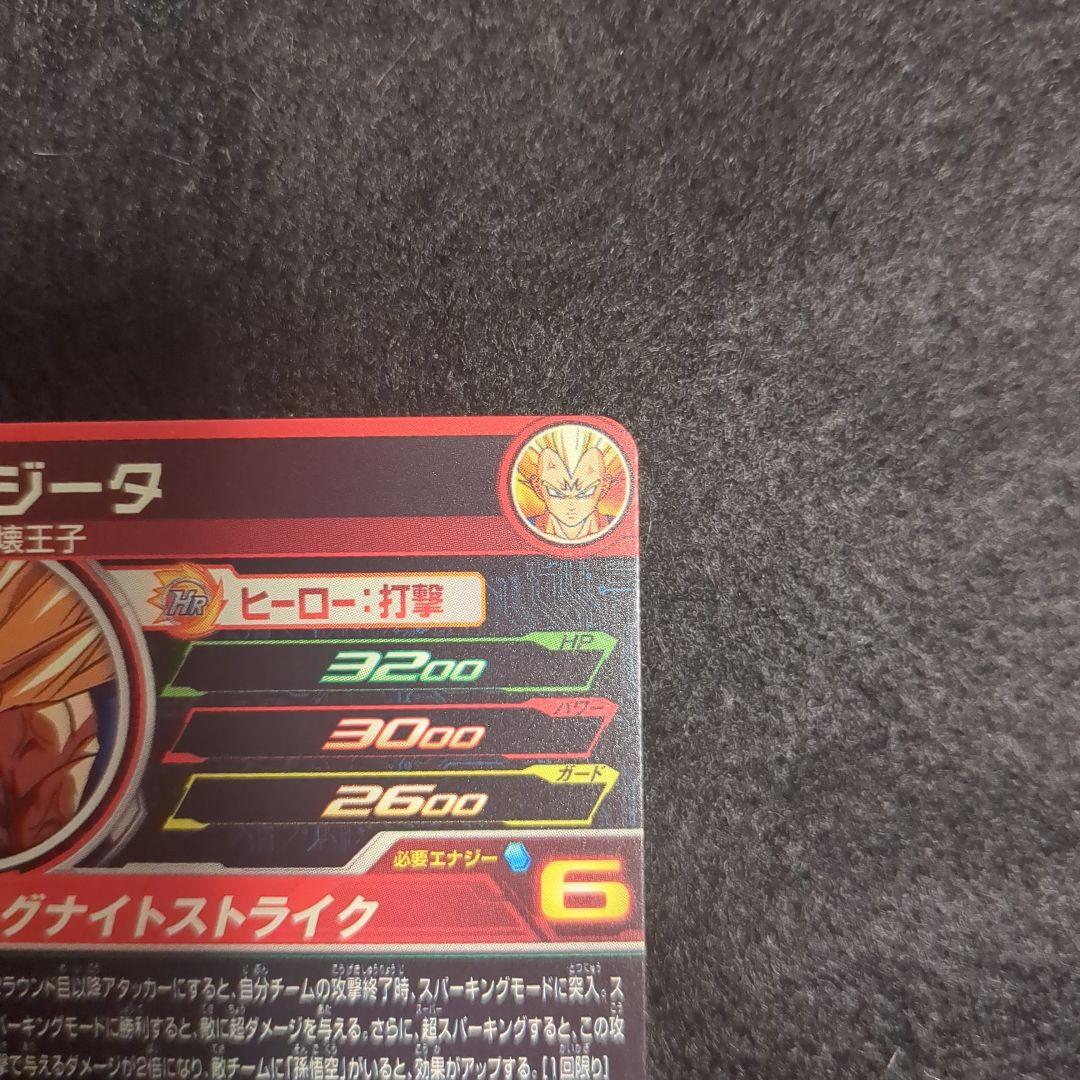 ジータ
壊王子
HR ヒーロー:打撃
HP
3200
パワー
3000
ガード
2600
必要エナジー 6
グナイトストライク
ラウンド目以降アタッカーにすると、自分チームの攻撃終了時、スパーキングモードに突入。ス
パーキングモードに勝利すると、敵に超ダメージを与える。さらに、超スパーキングすると、この攻
撃で与えるダメージが2倍になり、敵チームに「孫悟空」がいると、効果がアップする。[1回限り]